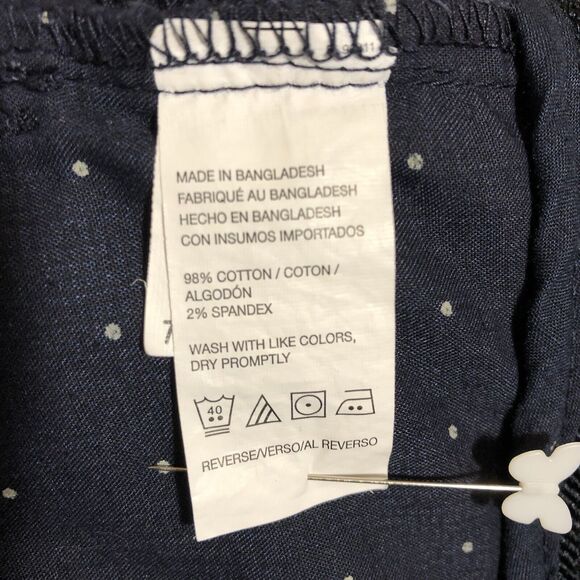 MADE IN BANGLADESH
FABRIQUÉ AU BANGLADESH
HECHO EN BANGLADESH
CON INSUMOS IMPORTADOS
98% COTTON / COTON /
ALGODÓN
2% SPANDEX
WASH WITH LIKE COLORS,
DRY PROMPTLY
40
REVERSE/VERSO/AL REVERSO